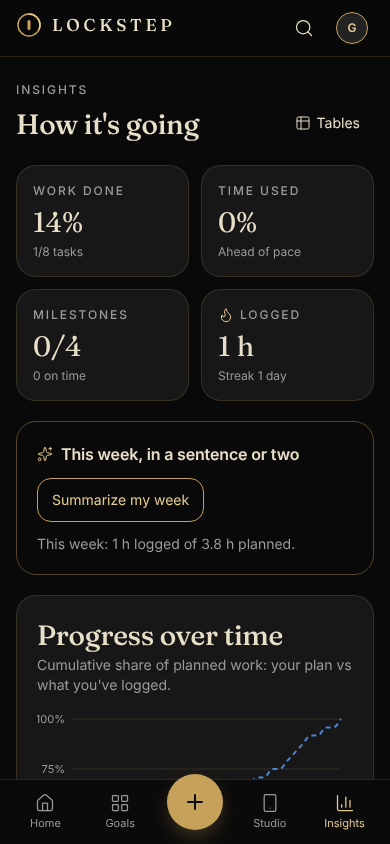 LOCKSTEP
G
INSIGHTS
How it's going
Tables
WORK DONE
14%
1/8 tasks
TIME USED
0%
Ahead of pace
MILESTONES
0/4
0 on time
LOGGED
1 h
Streak 1 day
This week, in a sentence or two
Summarize my week
This week: 1 h logged of 3.8 h planned.
Progress over time
Cumulative share of planned work: your plan vs
what you've logged.
100%
75%
Home
Goals
Studio
Insights